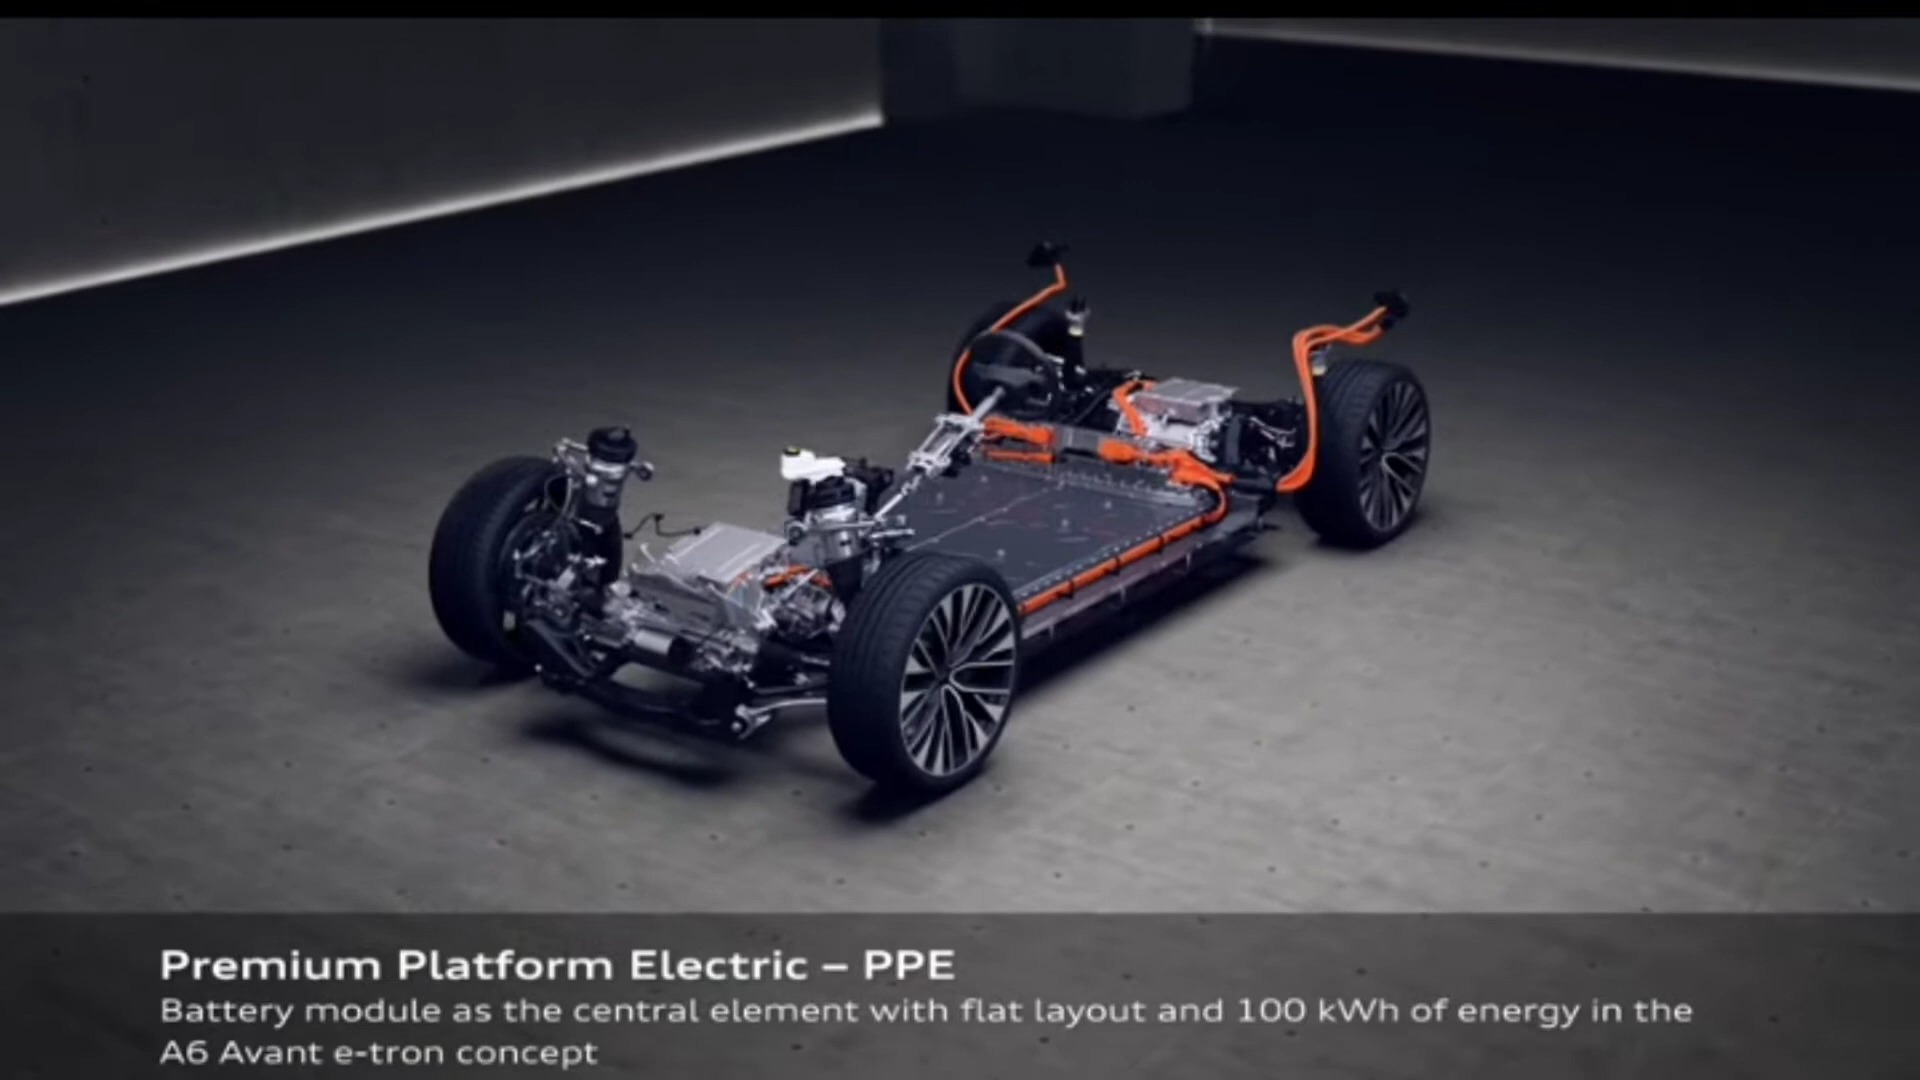 Premium Platform Electric – PPE
Battery module as the central element with flat layout and 100 kWh of energy in the
A6 Avant e-tron concept